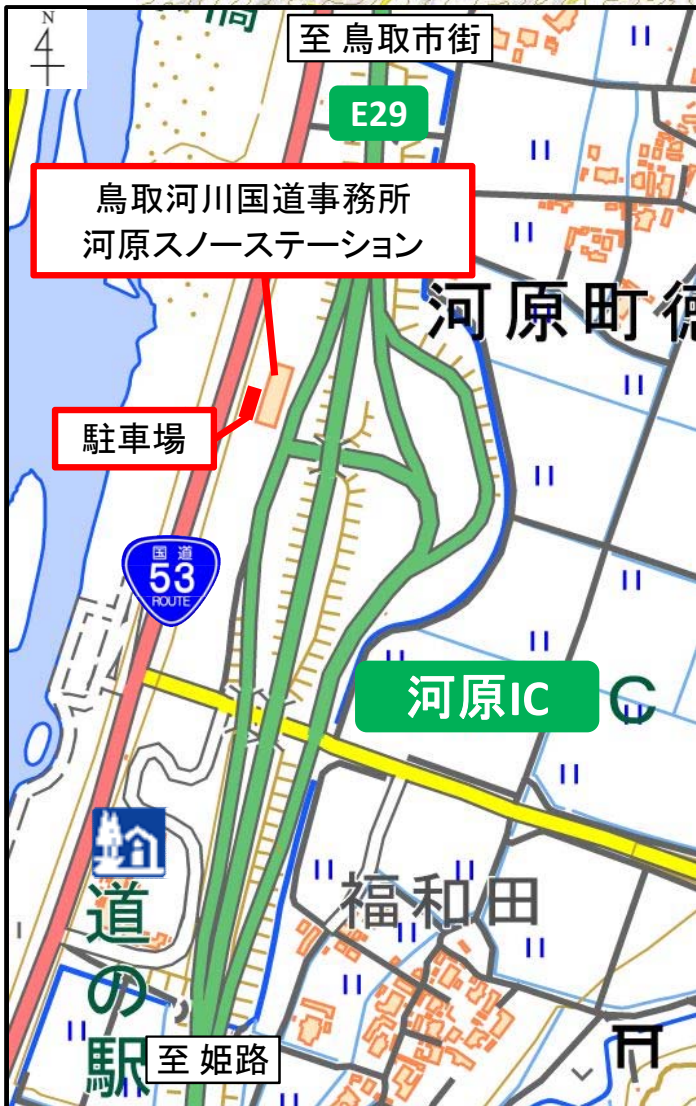 橋
N
至 鳥取市街
E29
鳥取河川国道事務所
河原スノーステーション
河原町徳
駐車場
国道
53
ROUTE
河原IC
C
福和田
道の駅
至 姫路